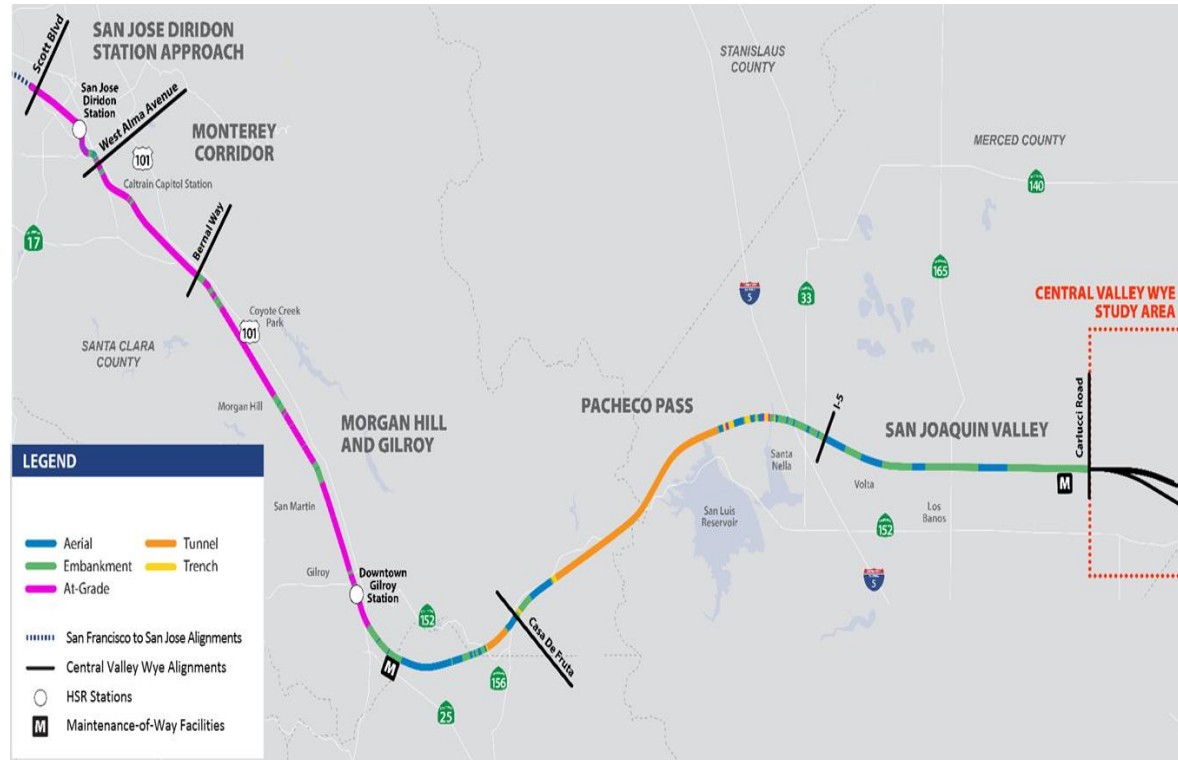 Scott Blvd
SAN JOSE DIRIDON
STATION APPROACH
San Jose
Diridon
Station
West Alma Avenue
MONTEREY
CORRIDOR
101
Caltrain Capitol Station
17
Bernal Way
Coyote Creek
Park
101
SANTA CLARA
COUNTY
Morgan Hill
MORGAN HILL
AND GILROY
San Martin
Gilroy
Downtown
Gilroy
Station
152
M
25
156
Casa De Fruta
PACHECO PASS
San Luis
Reservoir
Santa
Nella
STANISLAUS
COUNTY
MERCED COUNTY
140
165
5
33
I-5
SAN JOAQUIN VALLEY
Volta
Los
Banos
152
5
M
Carlucci Road
CENTRAL VALLEY WYE
STUDY AREA
LEGEND
Aerial
Tunnel
Embankment
Trench
At-Grade
San Francisco to San Jose Alignments
Central Valley Wye Alignments
HSR Stations
M
Maintenance-of-Way Facilities